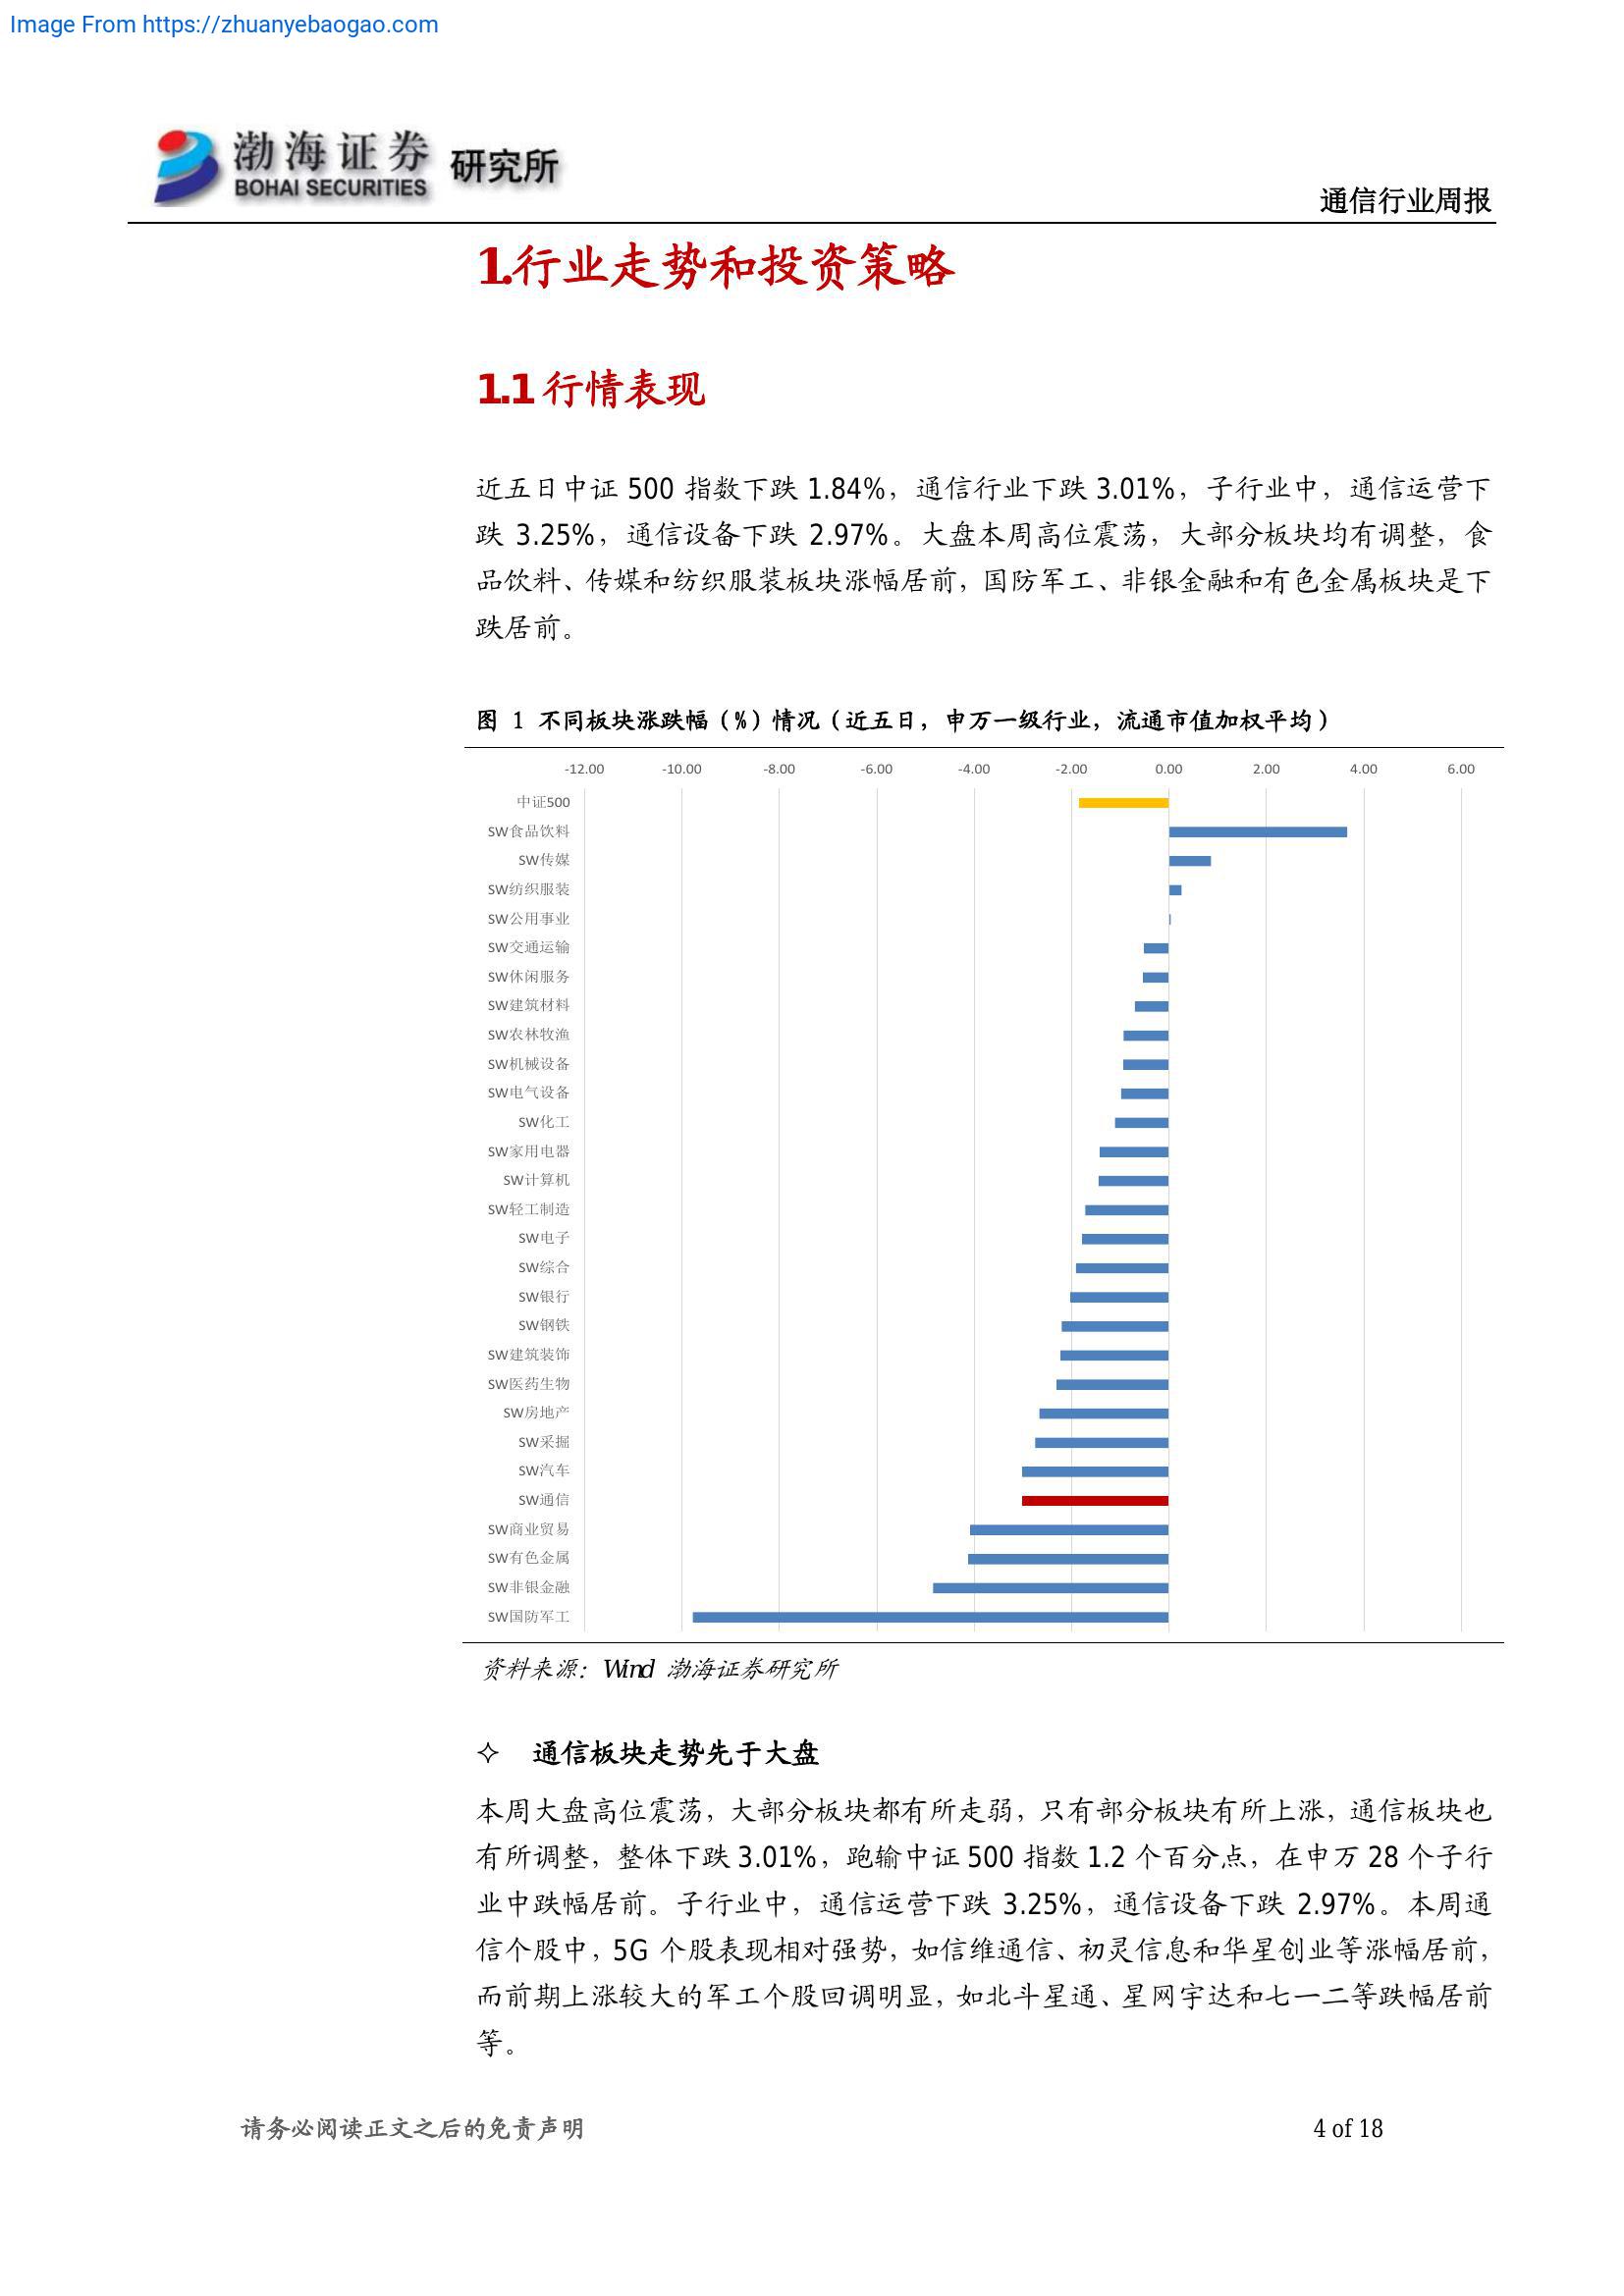 Image From https://zhuanyebaogao.com
渤海证券 研究所
BOHAI SECURITIES
通信行业周报
1.行业走势和投资策略
1.1 行情表现
近五日中证 500 指数下跌 1.84%，通信行业下跌 3.01%，子行业中，通信运营下
跌 3.25%，通信设备下跌 2.97%。大盘本周高位震荡，大部分板块均有调整，食
品饮料、传媒和纺织服装板块涨幅居前，国防军工、非银金融和有色金属板块是下
跌居前。
图 1 不同板块涨跌幅（%）情况（近五日，申万一级行业，流通市值加权平均）
-12.00 -10.00 -8.00 -6.00 -4.00 -2.00 0.00 2.00 4.00 6.00
中证500
SW食品饮料
SW传媒
SW纺织服装
SW公用事业
SW交通运输
SW休闲服务
SW建筑材料
SW农林牧渔
SW机械设备
SW电气设备
SW化工
SW家用电器
SW计算机
SW轻工制造
SW电子
SW综合
SW银行
SW钢铁
SW建筑装饰
SW医药生物
SW房地产
SW采掘
SW汽车
SW通信
SW商业贸易
SW有色金属
SW非银金融
SW国防军工
资料来源：Wind 渤海证券研究所
✧ 通信板块走势先于大盘
本周大盘高位震荡，大部分板块都有所走弱，只有部分板块有所上涨，通信板块也
有所调整，整体下跌 3.01%，跑输中证 500 指数 1.2 个百分点，在申万 28 个子行
业中跌幅居前。子行业中，通信运营下跌 3.25%，通信设备下跌 2.97%。本周通
信个股中，5G 个股表现相对强势，如信维通信、初灵信息和华星创业等涨幅居前，
而前期上涨较大的军工个股回调明显，如北斗星通、星网宇达和七一二等跌幅居前
等。
请务必阅读正文之后的免责声明
4 of 18